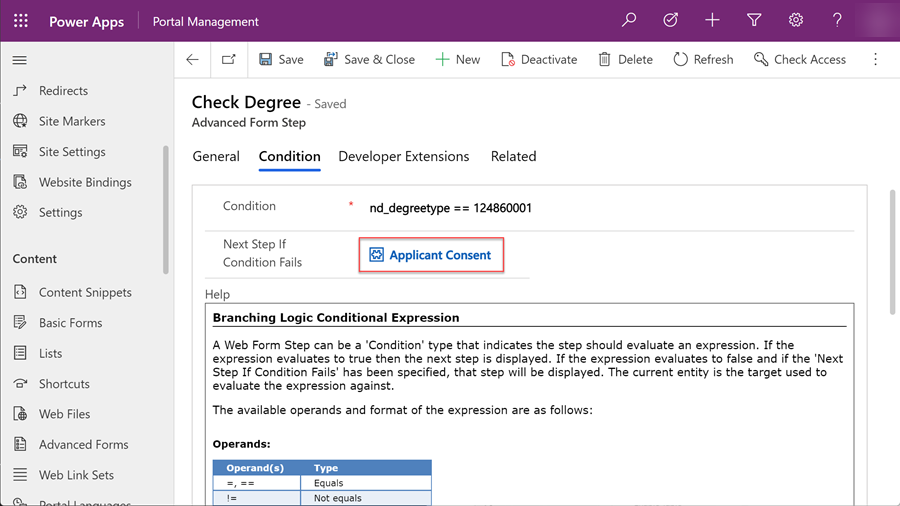 Power Apps Portal Management
Save Save & Close New Deactivate Delete Refresh Check Access
Redirects
Site Markers
Site Settings
Website Bindings
Settings
Content
Content Snippets
Basic Forms
Lists
Shortcuts
Web Files
Advanced Forms
Web Link Sets
Portal Languages
Check Degree - Saved
Advanced Form Step
General Condition Developer Extensions Related
Condition * nd_degreetype == 124860001
Next Step If
Condition Fails
Applicant Consent
Help
Branching Logic Conditional Expression
A Web Form Step can be a 'Condition' type that indicates the step should evaluate an expression. If the
expression evaluates to true then the next step is displayed. If the expression evaluates to false and if the 'Next
Step If Condition Fails' has been specified, that step will be displayed. The current entity is the target used to
evaluate the expression against.
The available operands and format of the expression are as follows:
Operands:
Operand(s) Type
=, == Equals
!= Not equals